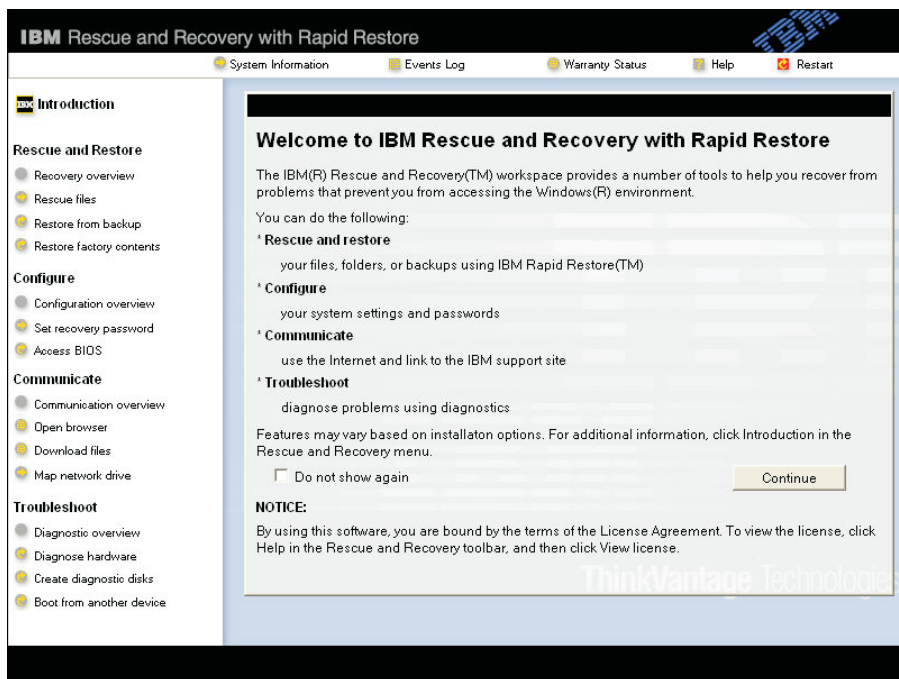 IBM Rescue and Recovery with Rapid Restore
System Information
Events Log
Warranty Status
Help
Restart
IBM Introduction
Rescue and Restore
Recovery overview
Rescue files
Restore from backup
Restore factory contents
Configure
Configuration overview
Set recovery password
Access BIOS
Communicate
Communication overview
Open browser
Download files
Map network drive
Troubleshoot
Diagnostic overview
Diagnose hardware
Create diagnostic disks
Boot from another device
Welcome to IBM Rescue and Recovery with Rapid Restore
The IBM(R) Rescue and Recovery(TM) workspace provides a number of tools to help you recover from
problems that prevent you from accessing the Windows(R) environment.
You can do the following:
* Rescue and restore
your files, folders, or backups using IBM Rapid Restore(TM)
* Configure
your system settings and passwords
* Communicate
use the Internet and link to the IBM support site
* Troubleshoot
diagnose problems using diagnostics
Features may vary based on installaton options. For additional information, click Introduction in the
Rescue and Recovery menu.
Do not show again
Continue
NOTICE:
By using this software, you are bound by the terms of the License Agreement. To view the license, click
Help in the Rescue and Recovery toolbar, and then click View license.
ThinkVantage Technologies
IBM